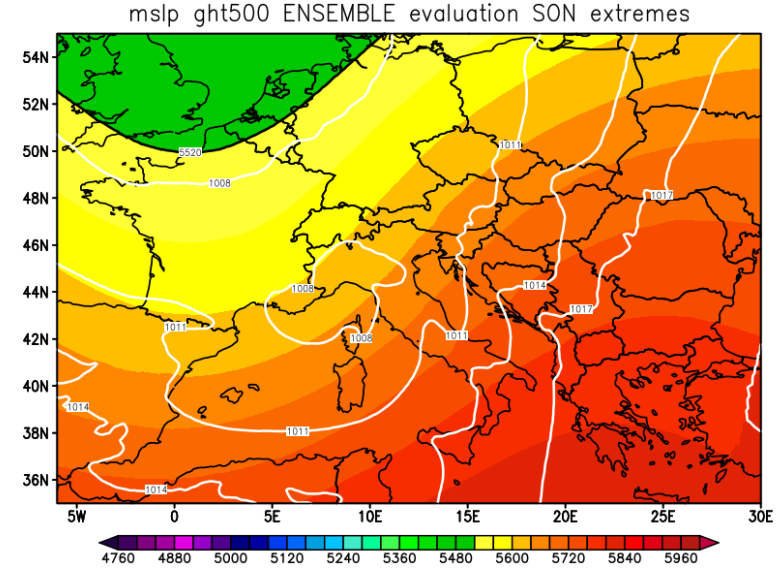 mslp ght500 ENSEMBLE evaluation SON extremes
54N
52N
50N
48N
46N
44N
42N
40N
38N
36N
5520
1008
1011
1017
1008
1014
1017
1011
1008
1011
1014
1011
1014
5W 0 5E 10E 15E 20E 25E 30E
4760 4880 5000 5120 5240 5360 5480 5600 5720 5840 5960